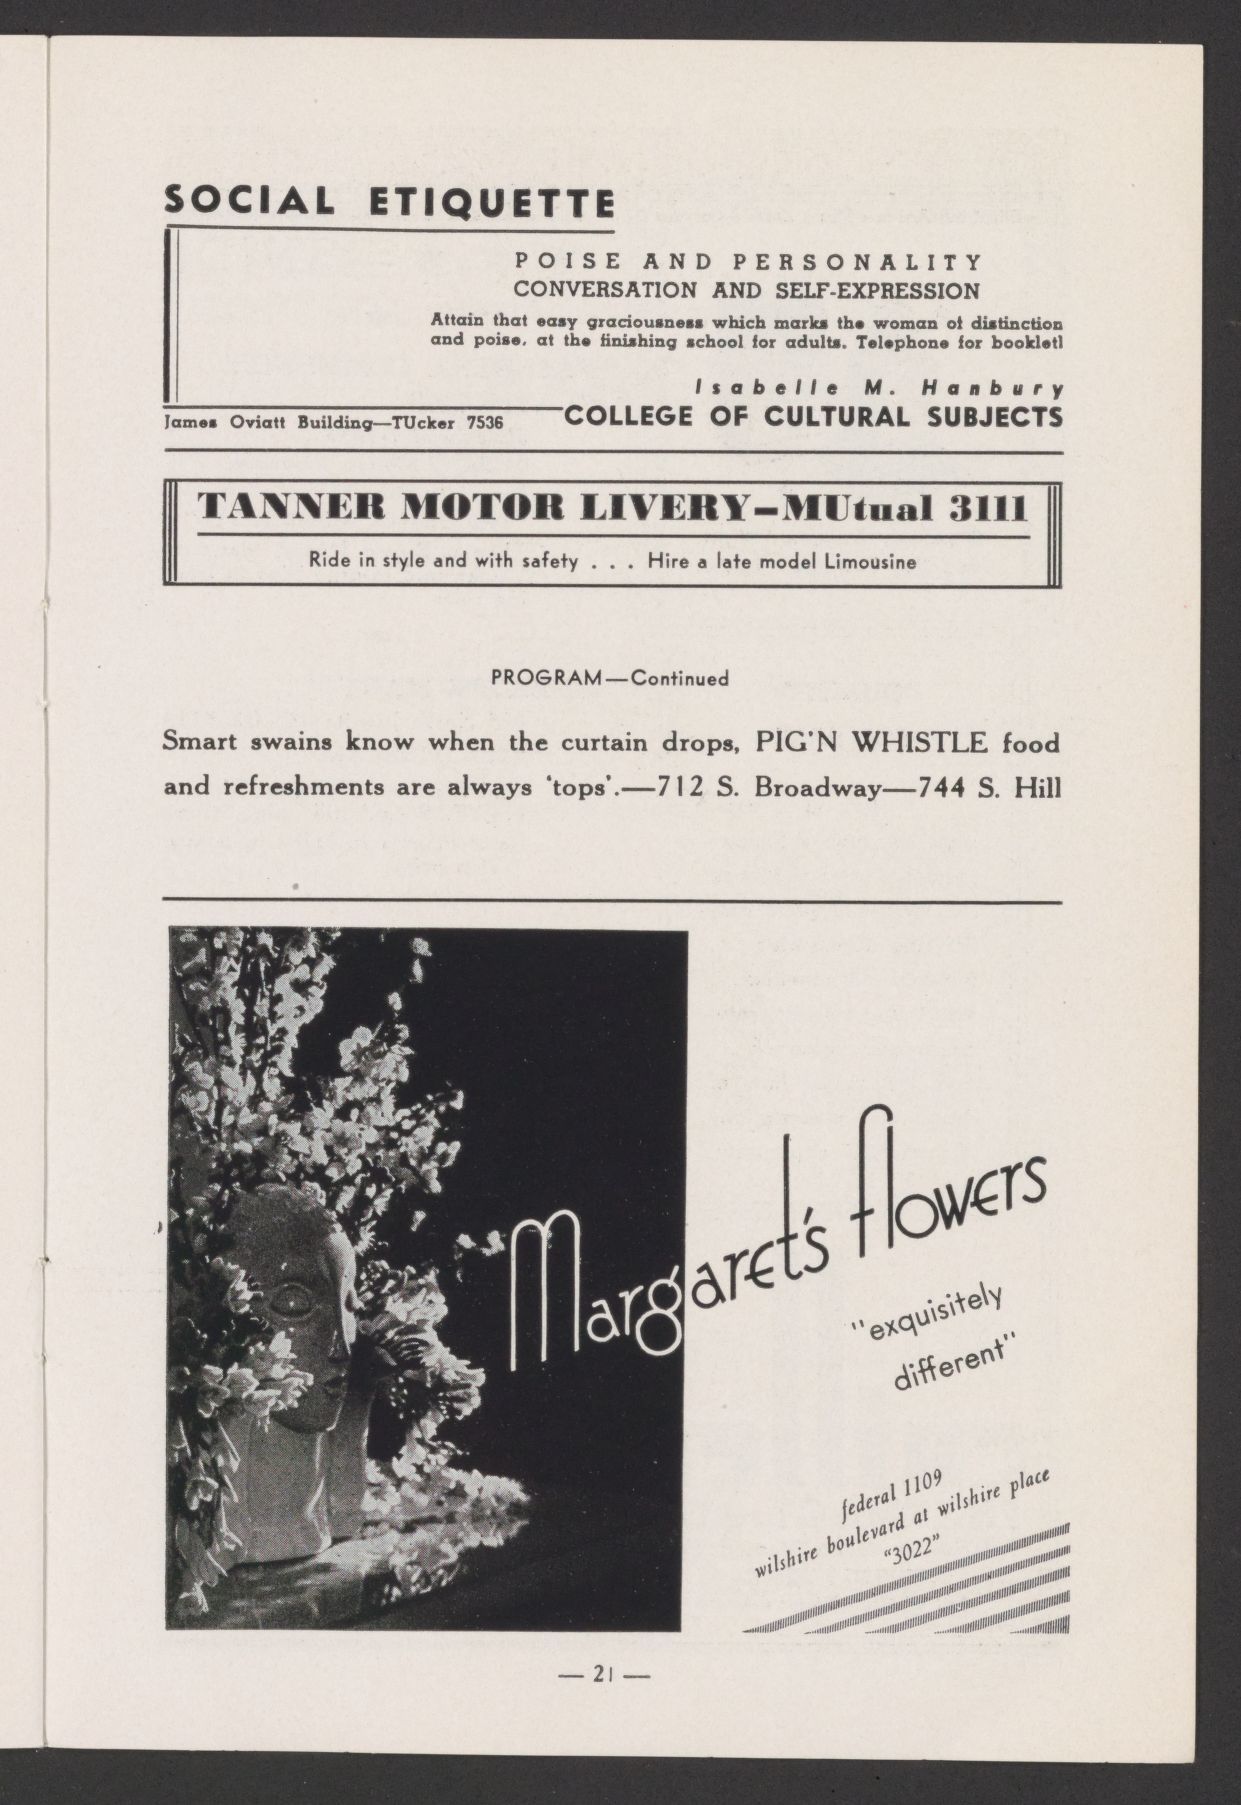 SOCIAL ETIQUETTE
POISE AND PERSONALITY
CONVERSATION AND SELF-EXPRESSION
Attain that easy graciousness which marks the woman of distinction
and poise, at the finishing school for adults. Telephone for booklet!
Isabelle M. Hanbury
James Oviatt Building—TUcker 7536 COLLEGE OF CULTURAL SUBJECTS
TANNER MOTOR LIVERY–MUtual 3111
Ride in style and with safety . . . Hire a late model Limousine
PROGRAM—Continued
Smart swains know when the curtain drops, PIG'N WHISTLE food
and refreshments are always 'tops'.—712 S. Broadway—744 S. Hill
Margaret's flowers
"exquisitely
different"
federal 1109
wilshire boulevard at wilshire place
"3022"
— 21 —